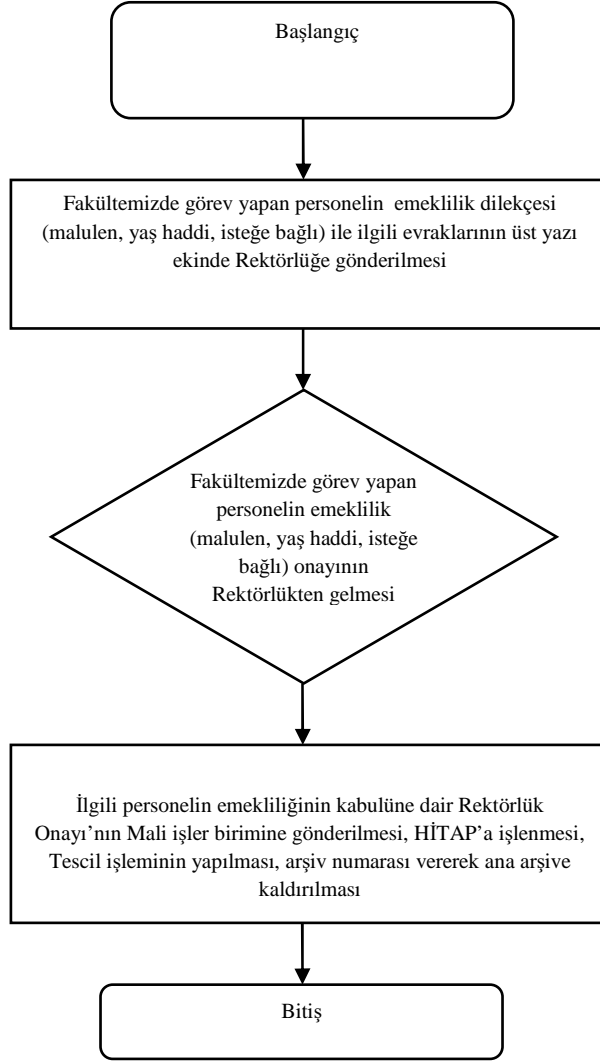 Başlangıç
Fakültemizde görev yapan personelin emeklilik dilekçesi
(malulen, yaş haddi, isteğe bağlı) ile ilgili evraklarının üst yazı
ekinde Rektörlüğe gönderilmesi
Fakültemizde görev yapan
personelin emeklilik
(malulen, yaş haddi, isteğe
bağlı) onayının
Rektörlükten gelmesi
İlgili personelin emekliliğinin kabulüne dair Rektörlük
Onayı’nın Mali işler birimine gönderilmesi, HİTAP’a işlenmesi,
Tescil işleminin yapılması, arşiv numarası vererek ana arşive
kaldırılması
Bitiş